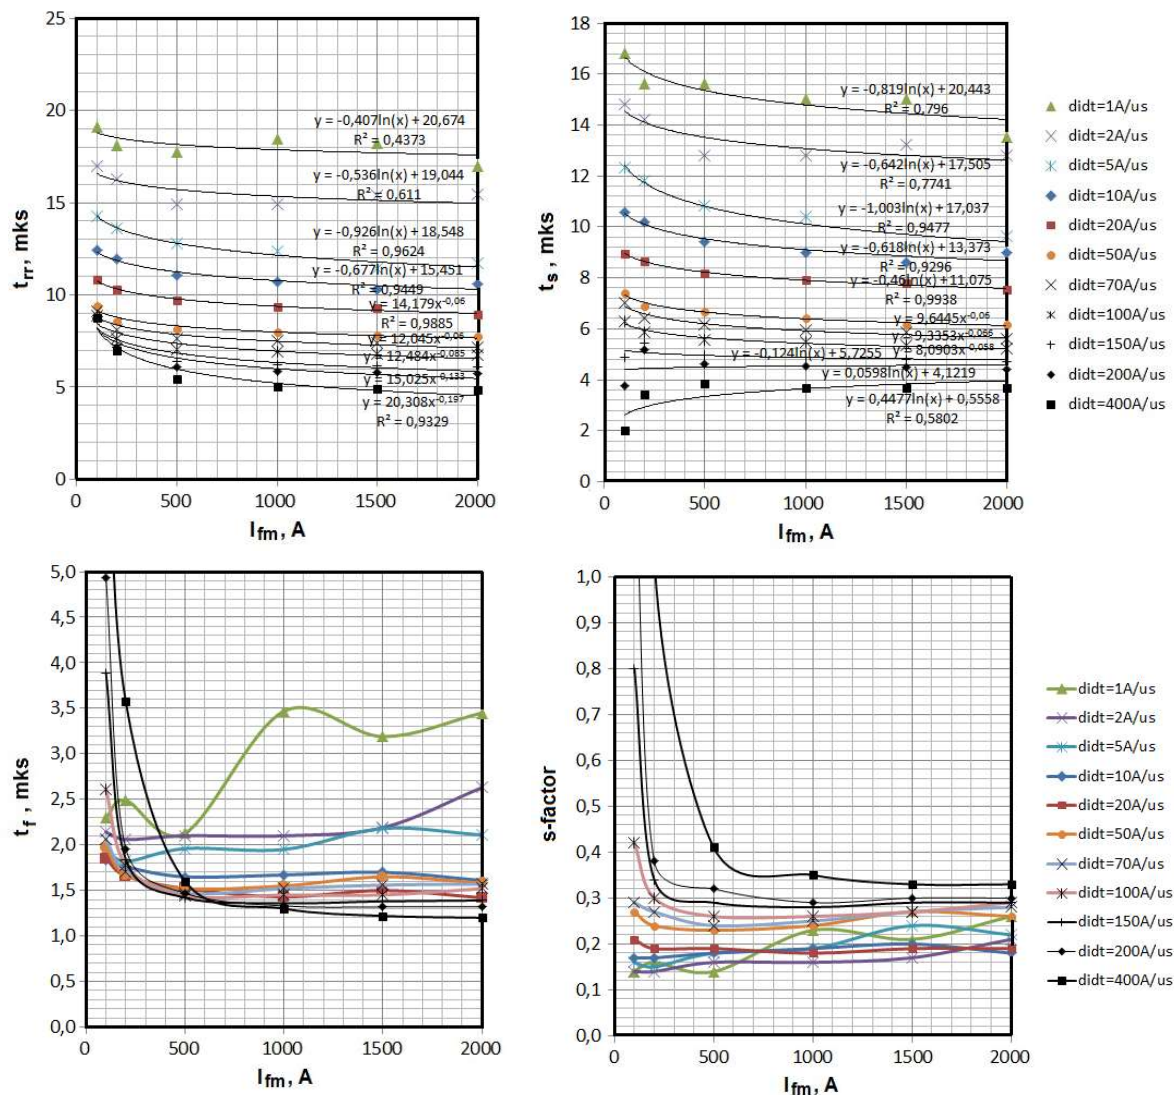 25
20
15
10
5
0
t_rr, mks
y = -0,407ln(x) + 20,674
R² = 0,4373
y = -0,536ln(x) + 19,044
R² = 0,611
y = -0,926ln(x) + 18,548
R² = 0,9624
y = -0,677ln(x) + 15,451
R² = 0,9449
y = 14,179x^-0,06
R² = 0,9885
y = 12,045x^-0,06
y = 12,484x^-0,085
y = 15,025x^-0,133
y = 20,308x^-0,197
R² = 0,9329
0 500 1000 1500 2000
I_fm, A
18
16
14
12
10
8
6
4
2
0
t_s, mks
y = -0,819ln(x) + 20,443
R² = 0,796
y = -0,642ln(x) + 17,505
R² = 0,7741
y = -1,003ln(x) + 17,037
R² = 0,9477
y = -0,618ln(x) + 13,373
R² = 0,9296
y = -0,46ln(x) + 11,075
R² = 0,9938
y = 9,6445x^-0,06
y = 9,3353x^-0,066
y = 8,0903x^-0,058
y = -0,124ln(x) + 5,7255
y = 0,0598ln(x) + 4,1219
y = 0,4477ln(x) + 0,5558
R² = 0,5802
0 500 1000 1500 2000
I_fm, A
didt=1A/us
didt=2A/us
didt=5A/us
didt=10A/us
didt=20A/us
didt=50A/us
didt=70A/us
didt=100A/us
didt=150A/us
didt=200A/us
didt=400A/us
5,0
4,5
4,0
3,5
3,0
2,5
2,0
1,5
1,0
0,5
0,0
t_f , mks
0 500 1000 1500 2000
I_fm, A
1,0
0,9
0,8
0,7
0,6
0,5
0,4
0,3
0,2
0,1
0,0
s-factor
0 500 1000 1500 2000
I_fm, A
didt=1A/us
didt=2A/us
didt=5A/us
didt=10A/us
didt=20A/us
didt=50A/us
didt=70A/us
didt=100A/us
didt=150A/us
didt=200A/us
didt=400A/us